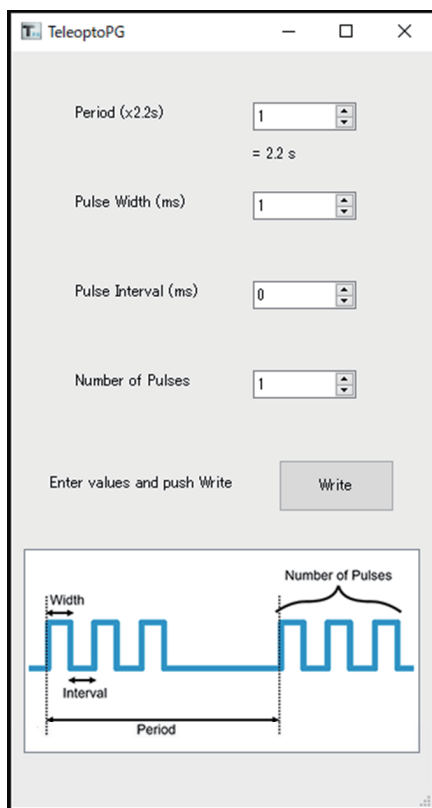 TeleoptoPG
Period (x2.2s)
1
= 2.2 s
Pulse Width (ms)
1
Pulse Interval (ms)
0
Number of Pulses
1
Enter values and push Write
Write
Number of Pulses
Width
Interval
Period